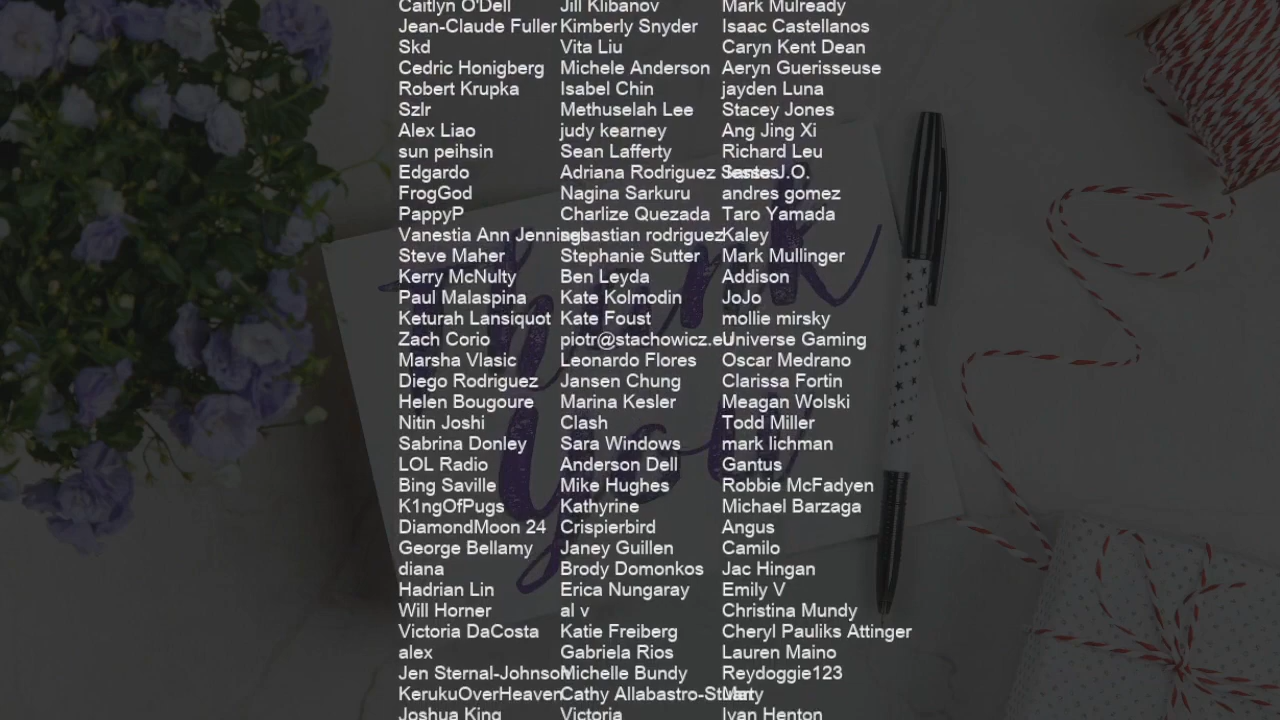 Caitlyn O'Dell Jill Klibanov Mark Mulready
Jean-Claude Fuller Kimberly Snyder Isaac Castellanos
Skd Vita Liu Caryn Kent Dean
Cedric Honigberg Michele Anderson Aeryn Guerisseuse
Robert Krupka Isabel Chin jayden Luna
Szlr Methuselah Lee Stacey Jones
Alex Liao judy kearney Ang Jing Xi
sun peihsin Sean Lafferty Richard Leu
Edgardo Adriana Rodriguez J.O.
FrogGod Nagina Sarkuru andres gomez
PappyP Charlize Quezada Taro Yamada
Vanestia Ann Jennings sebastian rodriguez Kaley
Steve Maher Stephanie Sutter Mark Mullinger
Kerry McNulty Ben Leyda Addison
Paul Malaspina Kate Kolmodin JoJo
Keturah Lansiquot Kate Foust mollie mirsky
Zach Corio piotr@stachowicz.eu Universe Gaming
Marsha Vlasic Leonardo Flores Oscar Medrano
Diego Rodriguez Jansen Chung Clarissa Fortin
Helen Bougoure Marina Kesler Meagan Wolski
Nitin Joshi Clash Todd Miller
Sabrina Donley Sara Windows mark lichman
LOL Radio Anderson Dell Gantus
Bing Saville Mike Hughes Robbie McFadyen
K1ngOfPugs Kathyrine Michael Barzaga
DiamondMoon 24 Crispierbird Angus
George Bellamy Janey Guillen Camilo
diana Brody Domonkos Jac Hingan
Hadrian Lin Erica Nungaray Emily V
Will Horner al v Christina Mundy
Victoria DaCosta Katie Freiberg Cheryl Pauliks Attinger
alex Gabriela Rios Lauren Maino
Jen Sternal-Johnson Michelle Bundy Reydoggie123
KerukuOverHeaven Cathy Allabastro-Stuart
Joshua King Victoria Ivan Henton
Thank
you